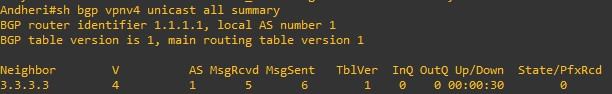 Andheri#sh bgp vpnv4 unicast all summary
BGP router identifier 1.1.1.1, local AS number 1
BGP table version is 1, main routing table version 1
Neighbor V AS MsgRcvd MsgSent TblVer InQ OutQ Up/Down State/PfxRcd
3.3.3.3 4 1 5 6 1 0 0 00:00:30 0